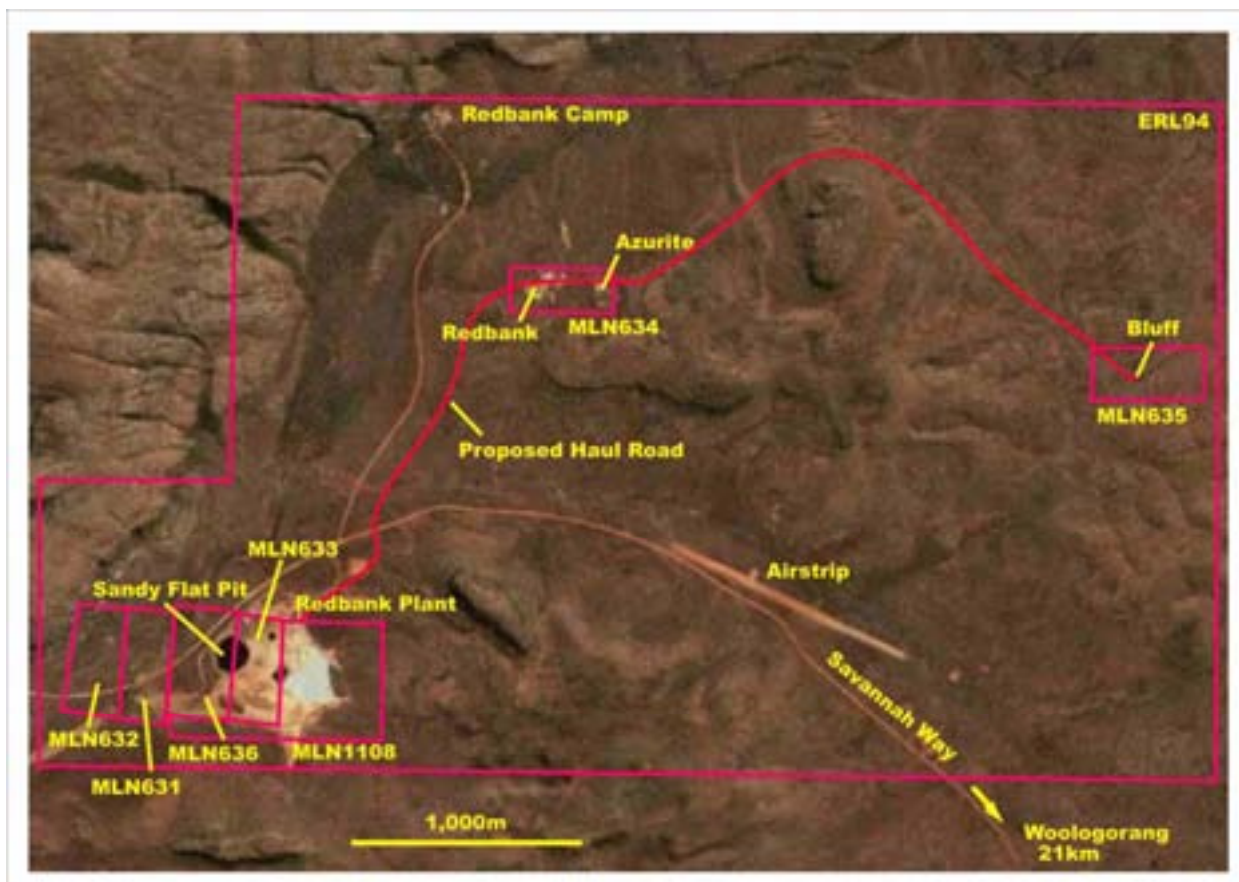 Redbank Camp
ERL94
Azurite
Redbank
MLN634
Bluff
MLN635
Proposed Haul Road
MLN633
Sandy Flat Pit
Redbank Plant
Airstrip
Savannah Way
MLN632
MLN636
MLN1108
MLN631
1,000m
Woologorang
21km